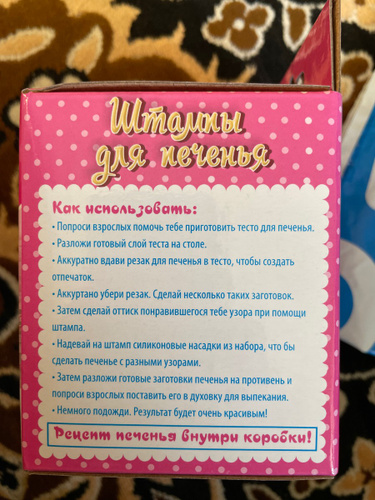 Штампы
для печенья
Как использовать:
• Попроси взрослых помочь тебе приготовить тесто для печенья.
• Разложи готовый слой теста на столе.
• Аккуратно вдави резак для печенья в тесто, чтобы создать
отпечаток.
• Аккуртано убери резак. Сделай несколько таких заготовок.
• Затем сделай оттиск понравившегося тебе узора при помощи
штампа.
• Надевай на штамп силиконовые насадки из набора, что бы
сделать печенье с разными узорами.
• Затем разложи готовые заготовки печенья на противень и
попроси взрослых поставить его в духовку для выпекания.
• Немного подожди. Результат будет очень красивым!
Рецепт печенья внутри коробки!